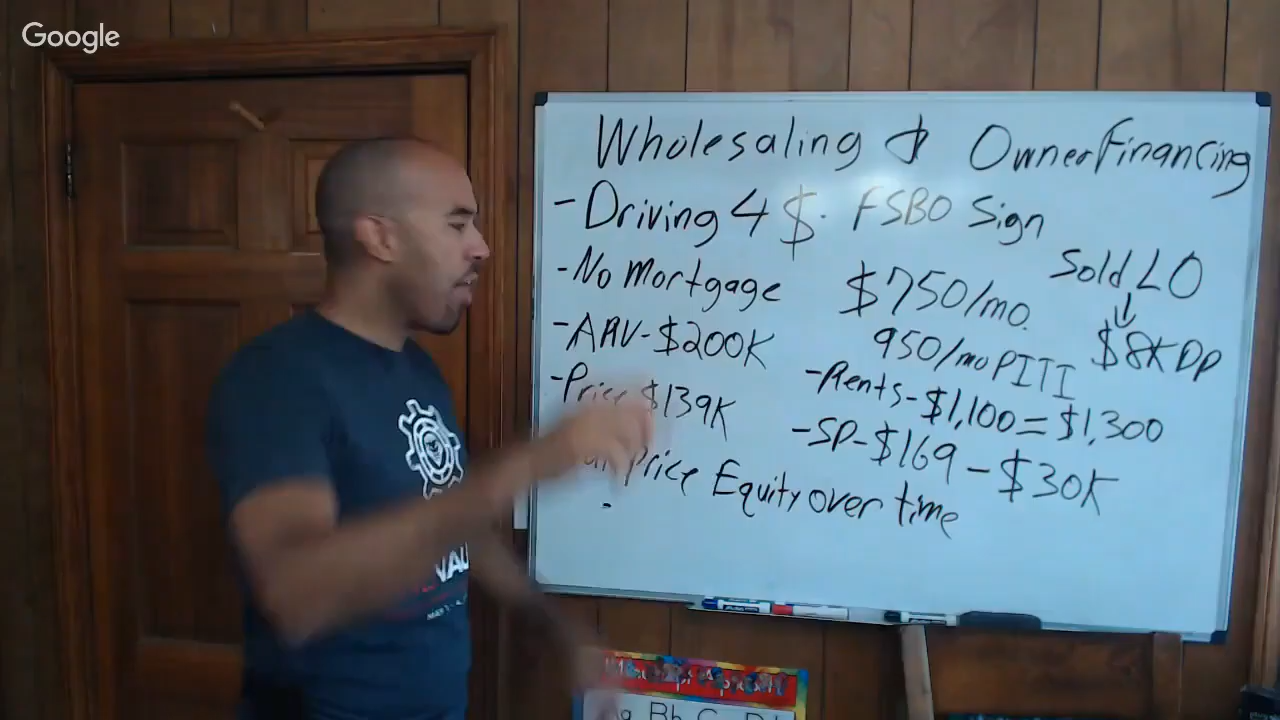 Google
Wholesaling & Owner Financing
- Driving 4 $. FSBO Sign
- No Mortgage
$750/mo.
Sold LO
- ARV - $200K
950/mo PITI
$8K DP
- Price $139K
- Rents - $1,100 = $1,300
- SP - $169 - $30K
Price Equity over time